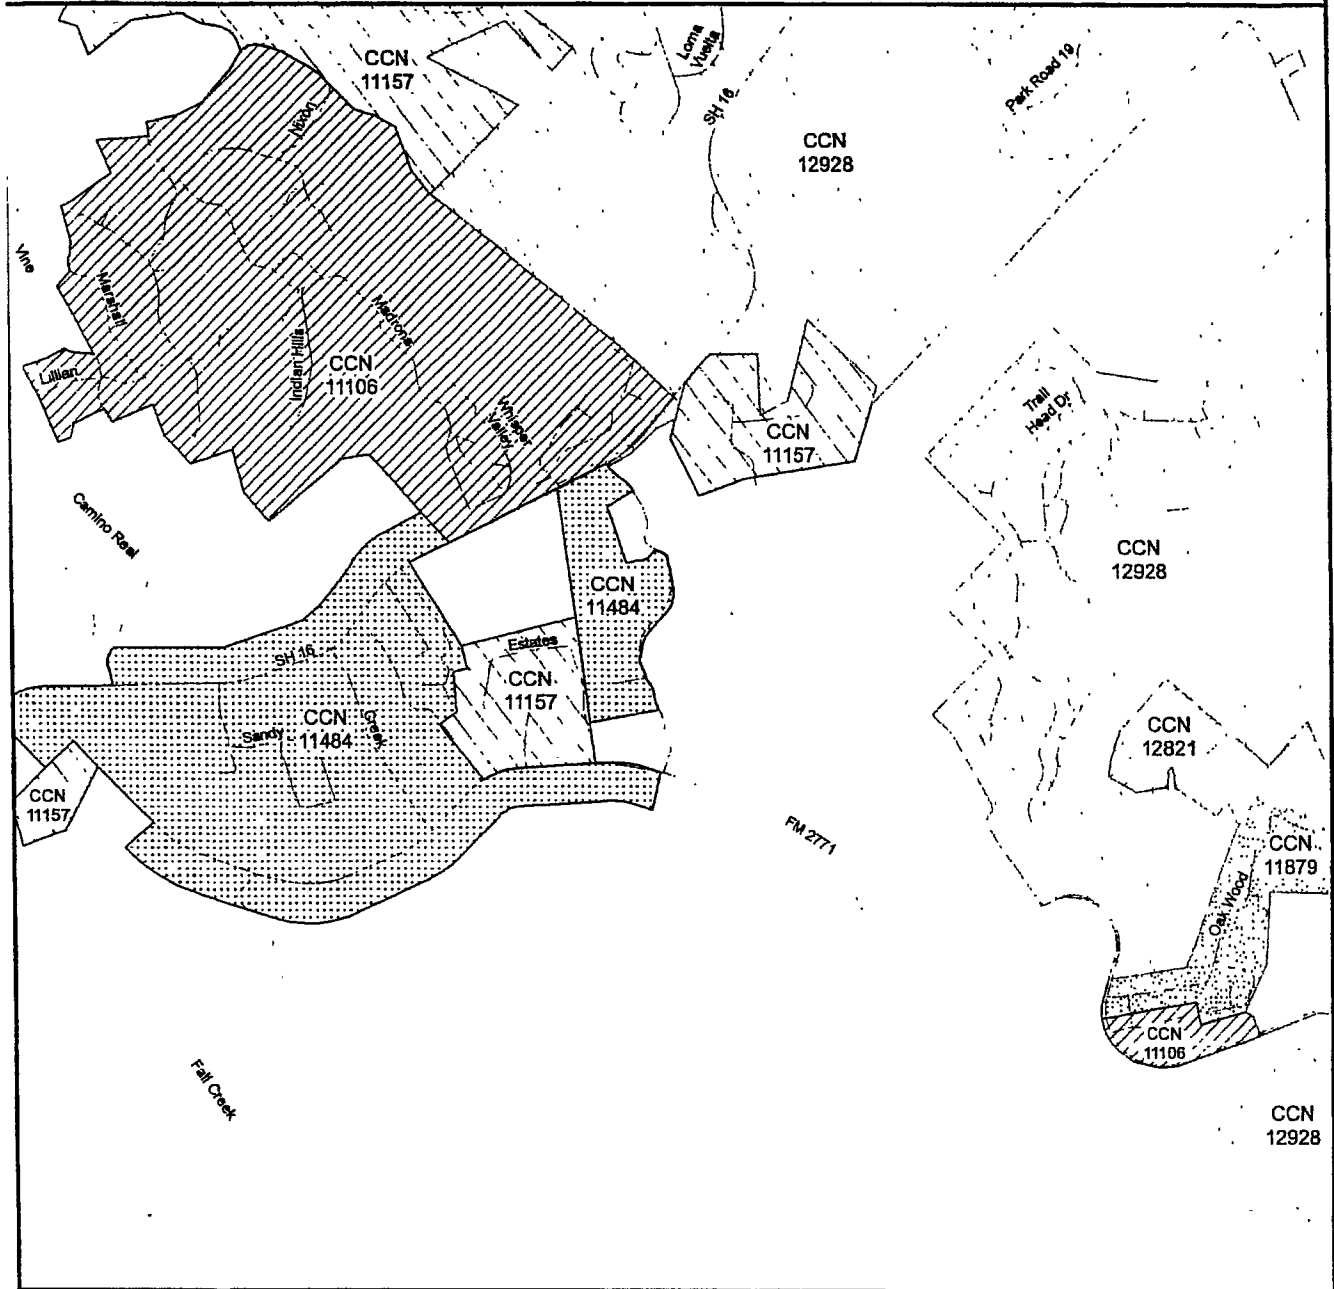 CCN
11157
Loma
Vuelta
SH 16
Park Road 19
CCN
12928
Nixon
Vine
Marshall
Madrona
Indian Hills
CCN
11106
Lillian
Whisper
Valley
CCN
11157
Trail
Head Dr
Camino Real
CCN
12928
CCN
11484
Estates
SH 16
CCN
11157
Sandy
CCN
11484
Creek
CCN
12821
CCN
11157
FM 2771
CCN
11879
Oak Wood
CCN
11106
Fall Creek
CCN
12928